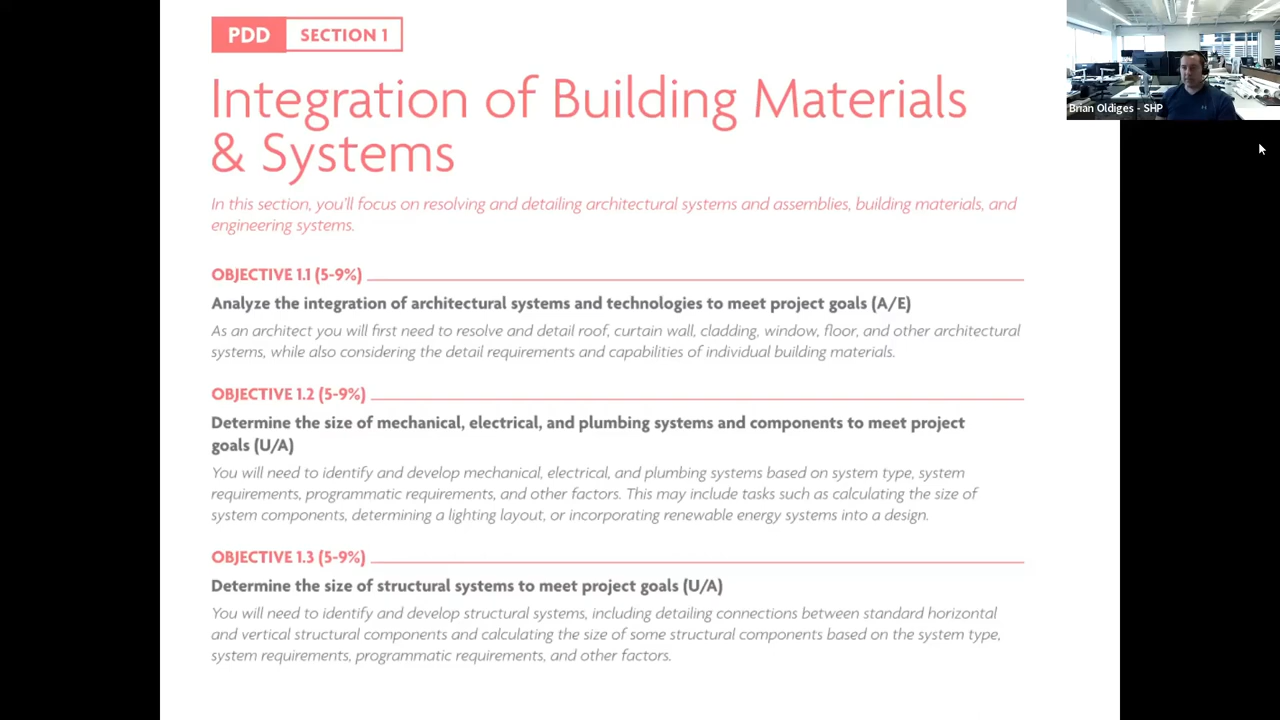 PDD SECTION 1
Integration of Building Materials
& Systems
In this section, you'll focus on resolving and detailing architectural systems and assemblies, building materials, and
engineering systems.
OBJECTIVE 1.1 (5-9%)
Analyze the integration of architectural systems and technologies to meet project goals (A/E)
As an architect you will first need to resolve and detail roof, curtain wall, cladding, window, floor, and other architectural
systems, while also considering the detail requirements and capabilities of individual building materials.
OBJECTIVE 1.2 (5-9%)
Determine the size of mechanical, electrical, and plumbing systems and components to meet project
goals (U/A)
You will need to identify and develop mechanical, electrical, and plumbing systems based on system type, system
requirements, programmatic requirements, and other factors. This may include tasks such as calculating the size of
system components, determining a lighting layout, or incorporating renewable energy systems into a design.
OBJECTIVE 1.3 (5-9%)
Determine the size of structural systems to meet project goals (U/A)
You will need to identify and develop structural systems, including detailing connections between standard horizontal
and vertical structural components and calculating the size of some structural components based on the system type,
system requirements, programmatic requirements, and other factors.
Brian Oldiges - SHP